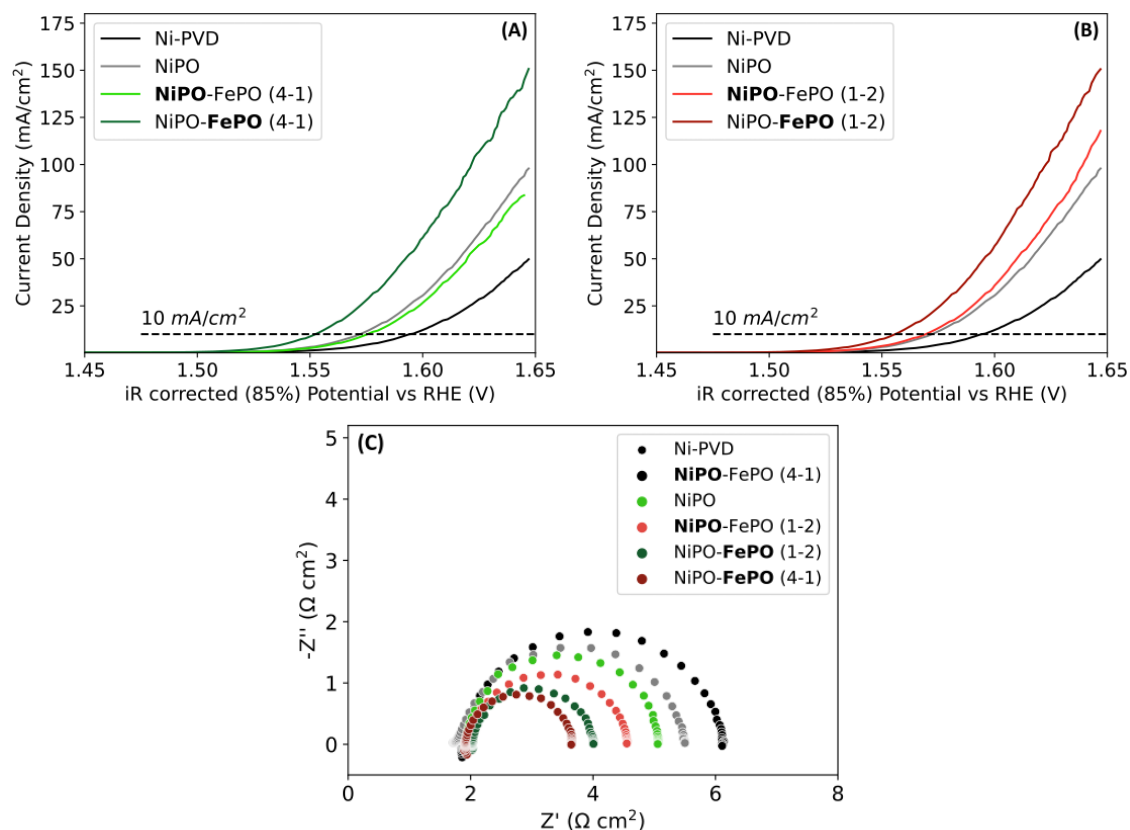 (A)
Ni-PVD
NiPO
NiPO-FePO (4-1)
NiPO-FePO (4-1)
175
150
125
100
75
50
25
Current Density (mA/cm²)
10 mA/cm²
1.45 1.50 1.55 1.60 1.65
iR corrected (85%) Potential vs RHE (V)
(B)
Ni-PVD
NiPO
NiPO-FePO (1-2)
NiPO-FePO (1-2)
175
150
125
100
75
50
25
Current Density (mA/cm²)
10 mA/cm²
1.45 1.50 1.55 1.60 1.65
iR corrected (85%) Potential vs RHE (V)
(C)
Ni-PVD
NiPO-FePO (4-1)
NiPO
NiPO-FePO (1-2)
NiPO-FePO (1-2)
NiPO-FePO (4-1)
5
4
3
2
1
0
-Z'' (Ω cm²)
0 2 4 6 8
Z' (Ω cm²)